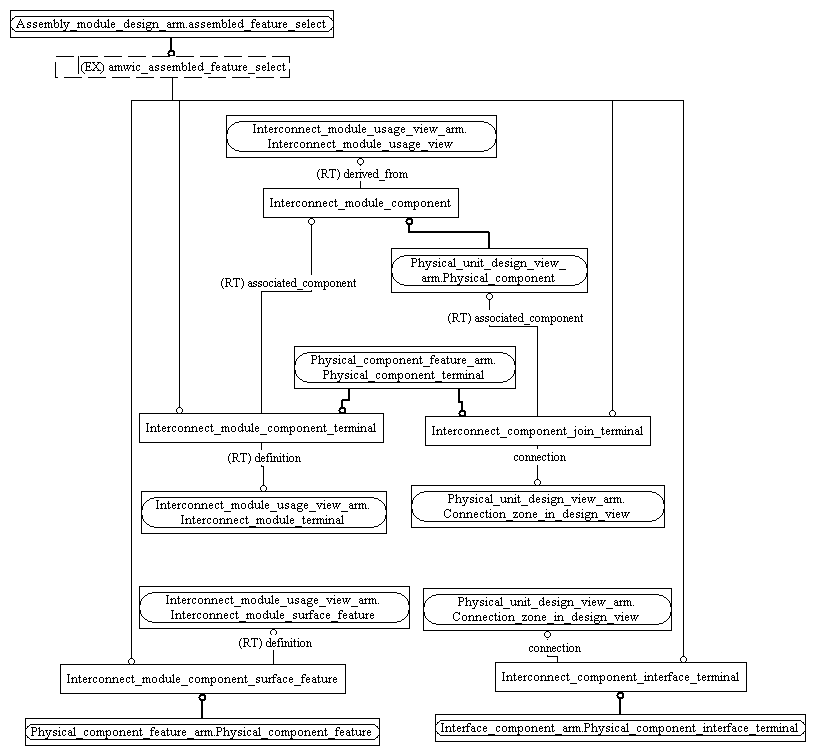 Assembly_module_design_arm.assembled_feature_select
(EX) amwic_assembled_feature_select
Interconnect_module_usage_view_arm.
Interconnect_module_usage_view
(RT) derived_from
Interconnect_module_component
Physical_unit_design_view_
arm.Physical_component
(RT) associated_component
(RT) associated_component
Physical_component_feature_arm.
Physical_component_terminal
Interconnect_module_component_terminal
Interconnect_component_join_terminal
(RT) definition
connection
Interconnect_module_usage_view_arm.
Interconnect_module_terminal
Physical_unit_design_view_arm.
Connection_zone_in_design_view
Interconnect_module_usage_view_arm.
Interconnect_module_surface_feature
Physical_unit_design_view_arm.
Connection_zone_in_design_view
(RT) definition
connection
Interconnect_module_component_surface_feature
Interconnect_component_interface_terminal
Physical_component_feature_arm.Physical_component_feature
Interface_component_arm.Physical_component_interface_terminal